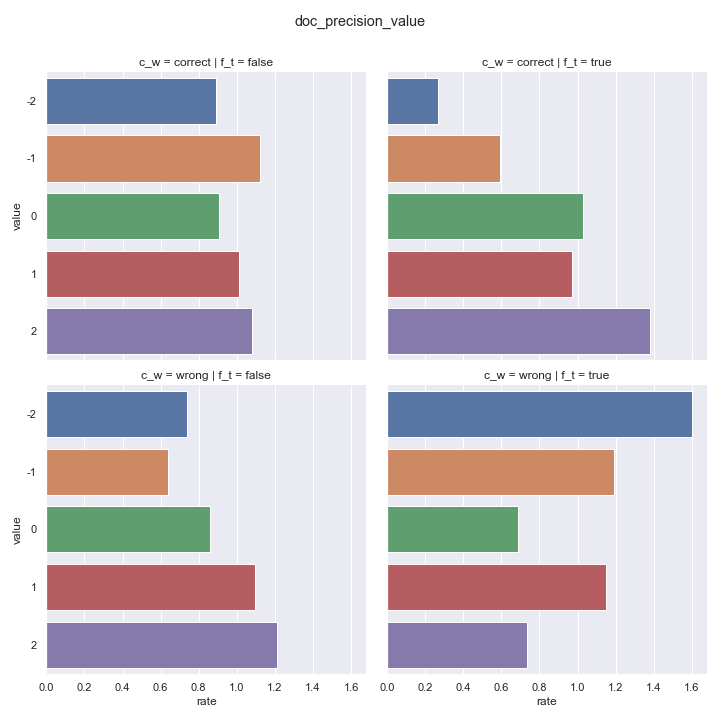 doc_precision_value
c_w = correct | f_t = false
c_w = correct | f_t = true
-2
-1
0
1
2
value
c_w = wrong | f_t = false
c_w = wrong | f_t = true
-2
-1
0
1
2
value
0.0 0.2 0.4 0.6 0.8 1.0 1.2 1.4 1.6
0.0 0.2 0.4 0.6 0.8 1.0 1.2 1.4 1.6
rate
rate